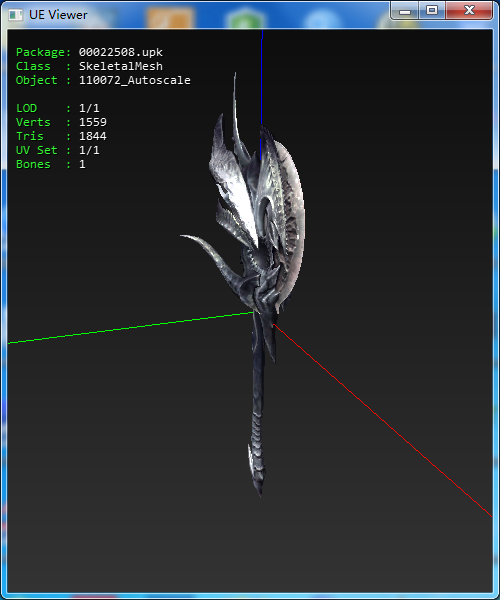 UE Viewer
Package: 00022508.upk
Class  : SkeletalMesh
Object : 110072_Autoscale
LOD    : 1/1
Verts  : 1559
Tris   : 1844
UV Set : 1/1
Bones  : 1